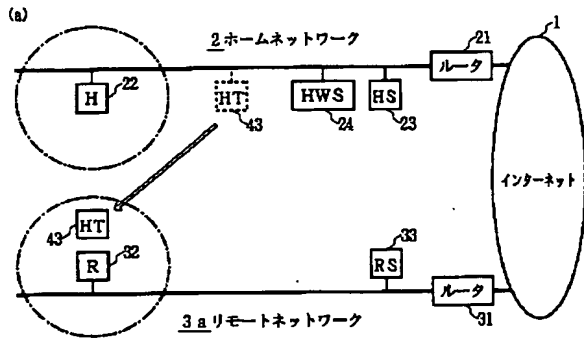 (a)
1
2 ホームネットワーク
21
ルータ
H
22
HT
43
HWS
24
HS
23
インターネット
HT
43
R
32
33
RS
ルータ
31
3a リモートネットワーク